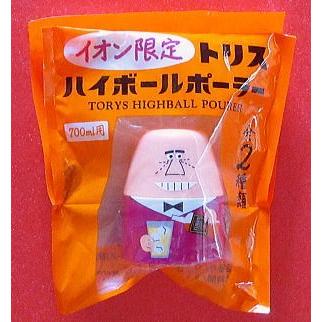 イオン限定
トリス
ハイボールポーラー
TORYS HIGHBALL POURER
700ml用
全2種類